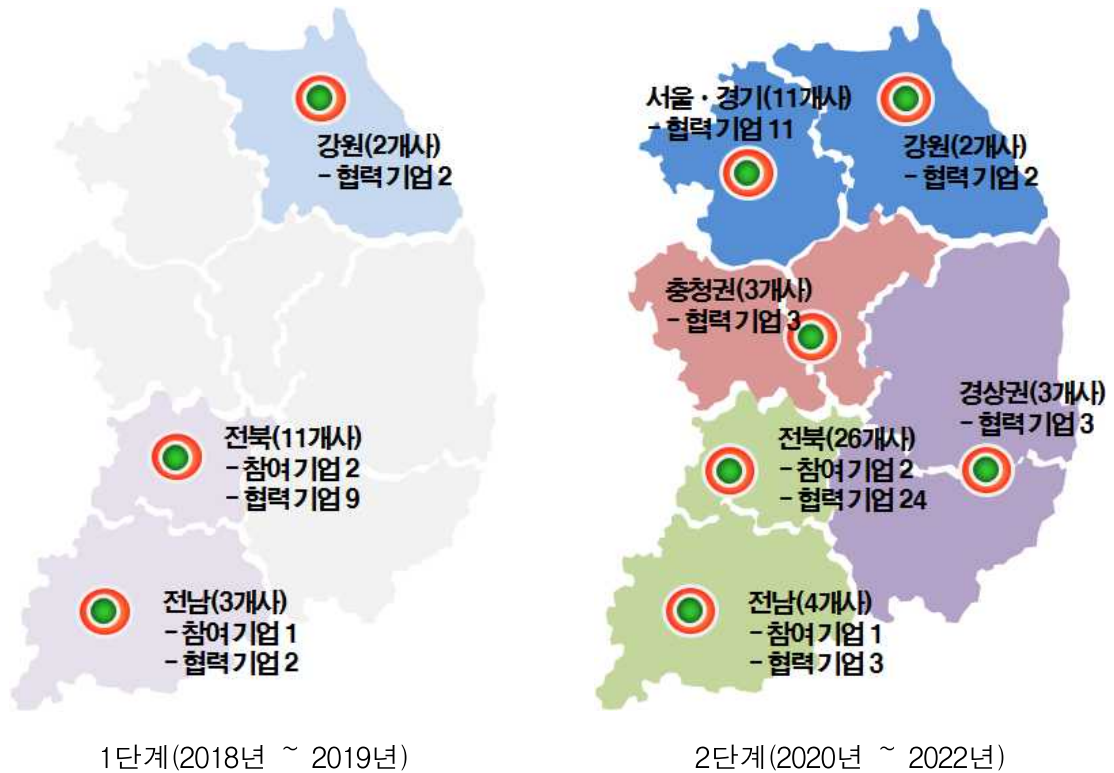 강원(2개사)
- 협력 기업 2
전북(11개사)
- 참여 기업 2
- 협력 기업 9
전남(3개사)
- 참여 기업 1
- 협력 기업 2
1단계(2018년 ~ 2019년)
서울 · 경기(11개사)
- 협력 기업 11
강원(2개사)
- 협력 기업 2
충청권(3개사)
- 협력 기업 3
경상권(3개사)
- 협력 기업 3
전북(26개사)
- 참여 기업 2
- 협력 기업 24
전남(4개사)
- 참여 기업 1
- 협력 기업 3
2단계(2020년 ~ 2022년)